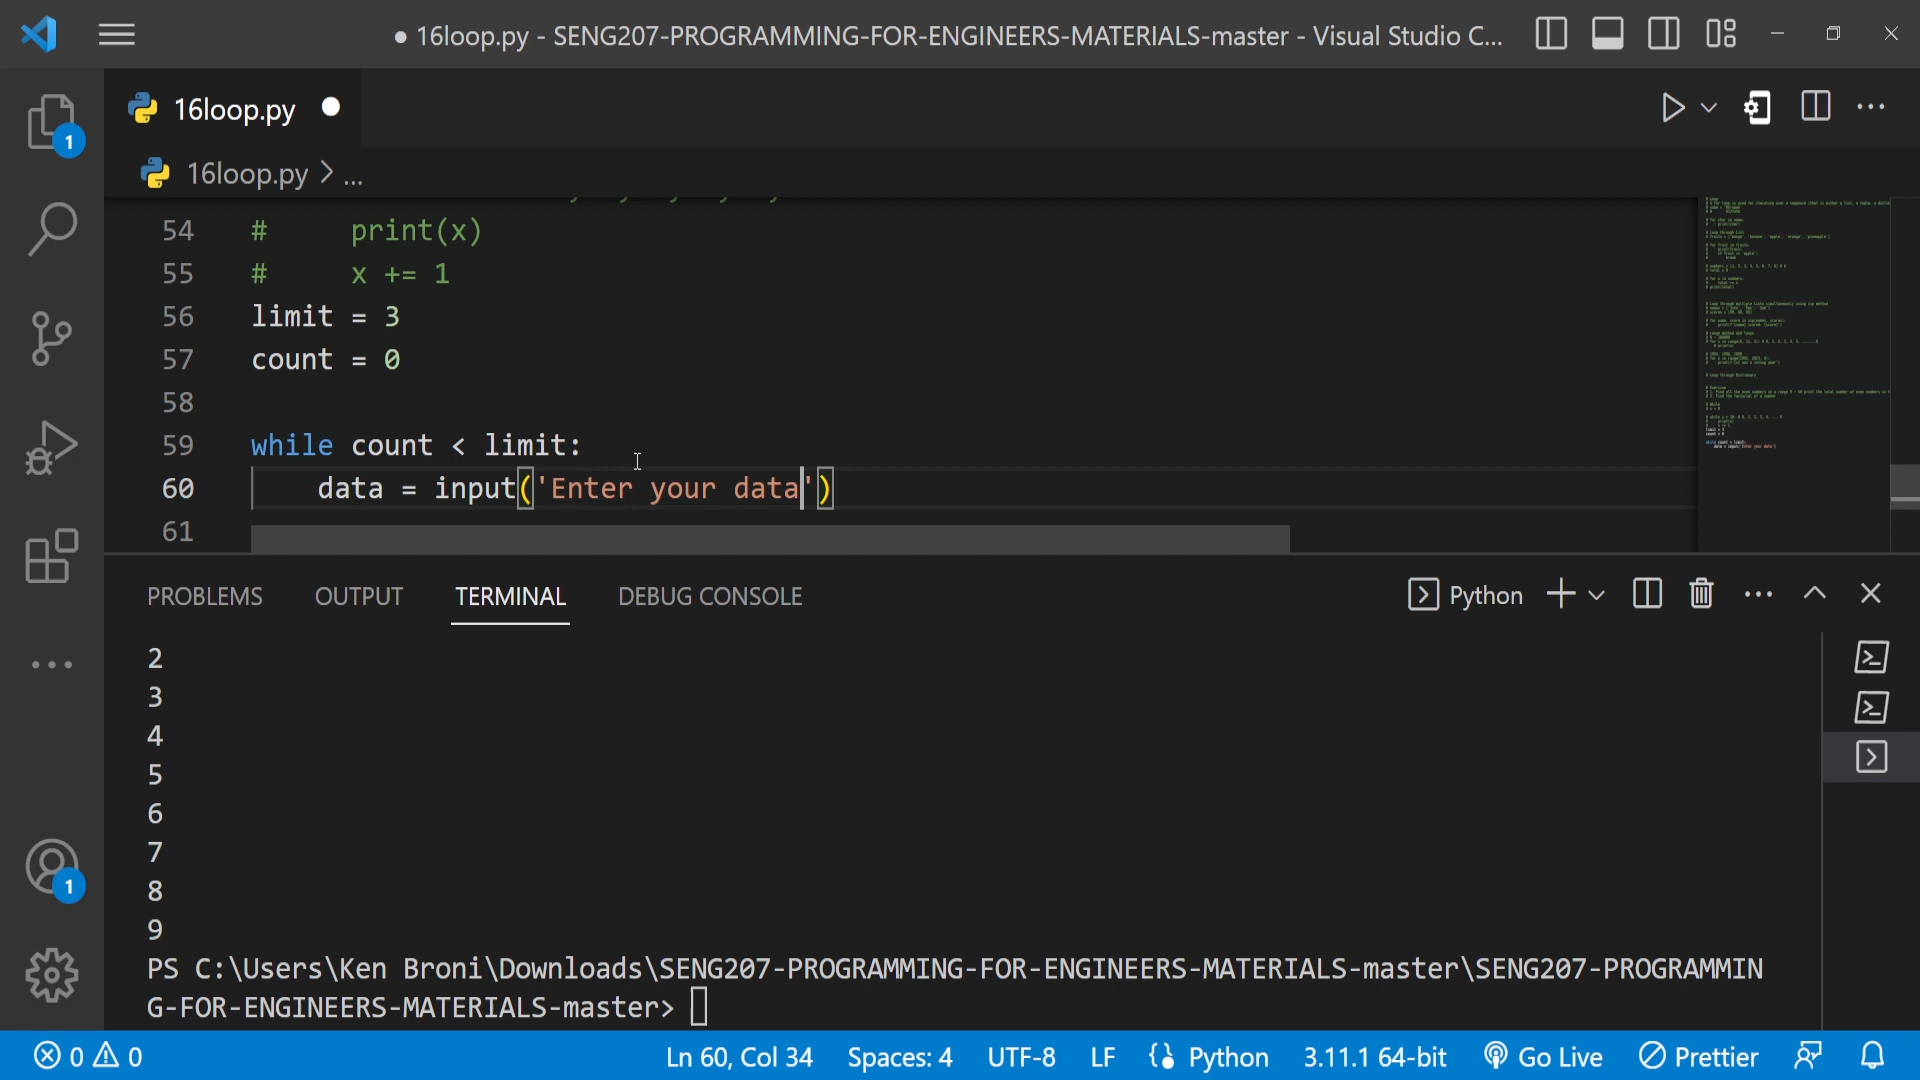 ● 16loop.py - SENG207-PROGRAMMING-FOR-ENGINEERS-MATERIALS-master - Visual Studio C...
16loop.py
16loop.py > ...
54 # print(x)
55 # x += 1
56 limit = 3
57 count = 0
58
59 while count < limit:
60 data = input('Enter your data')
61
PROBLEMS OUTPUT TERMINAL DEBUG CONSOLE Python
2
3
4
5
6
7
8
9
PS C:\Users\Ken Broni\Downloads\SENG207-PROGRAMMING-FOR-ENGINEERS-MATERIALS-master\SENG207-PROGRAMMIN
G-FOR-ENGINEERS-MATERIALS-master>
1
1
0 0 Ln 60, Col 34 Spaces: 4 UTF-8 LF Python 3.11.1 64-bit Go Live Prettier